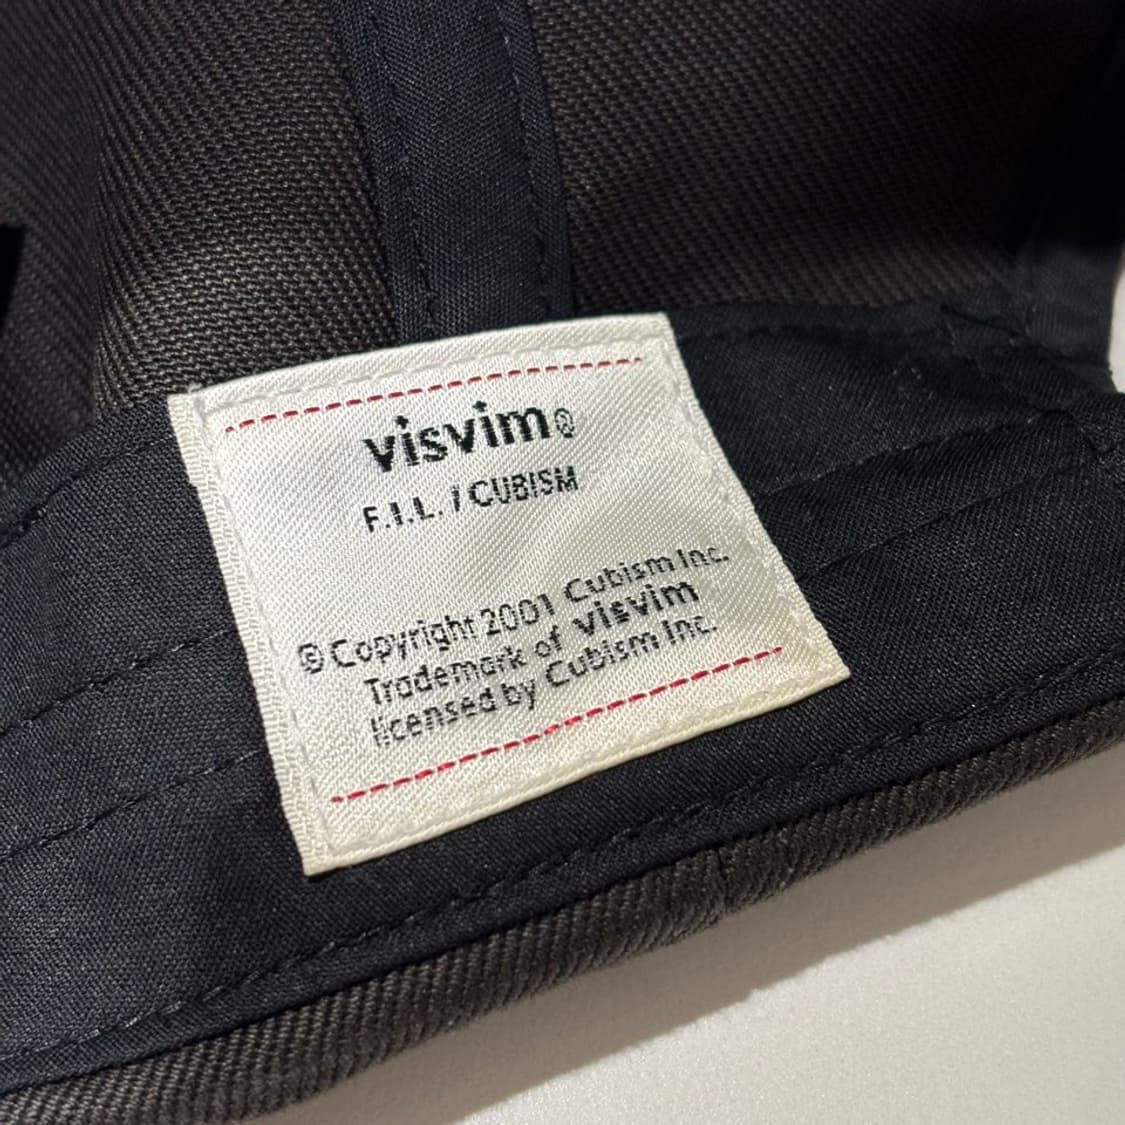 visvim®
F.I.L. / CUBISM
© Copyright 2001 Cubism Inc.
Trademark of visvim
licensed by Cubism Inc.